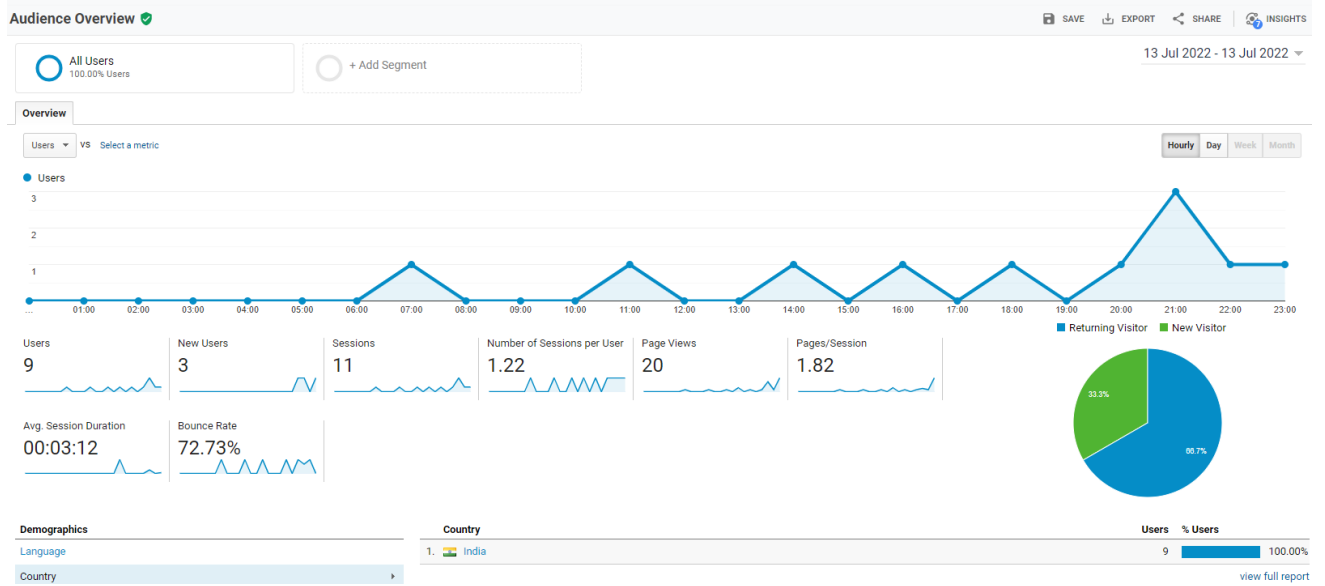 Audience Overview
SAVE EXPORT SHARE 7 INSIGHTS
All Users
100.00% Users
+ Add Segment
13 Jul 2022 - 13 Jul 2022
Overview
Users VS Select a metric
Hourly Day Week Month
Users
3
2
1
... 01:00 02:00 03:00 04:00 05:00 06:00 07:00 08:00 09:00 10:00 11:00 12:00 13:00 14:00 15:00 16:00 17:00 18:00 19:00 20:00 21:00 22:00 23:00
Returning Visitor New Visitor
Users New Users Sessions Number of Sessions per User Page Views Pages/Session
9 3 11 1.22 20 1.82
33.3%
66.7%
Avg. Session Duration Bounce Rate
00:03:12 72.73%
Demographics
Language
Country
Country Users % Users
1. India 9 100.00%
view full report